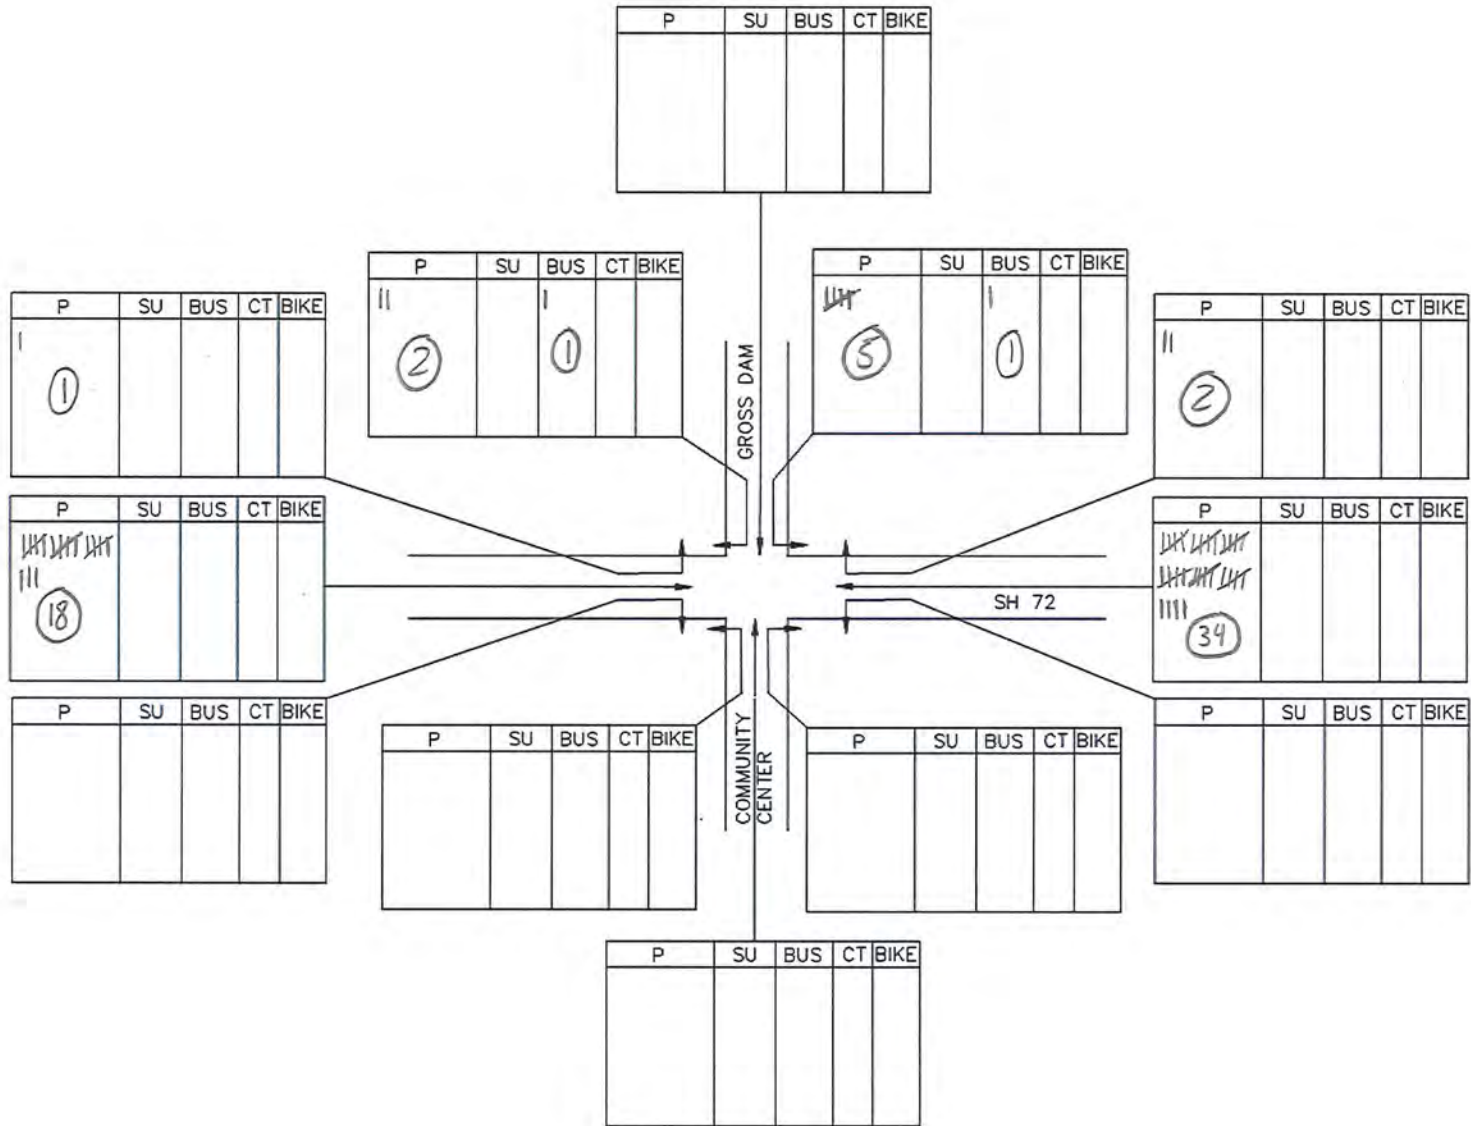 P SU BUS CT BIKE
P SU BUS CT BIKE
|| |
2 1
P SU BUS CT BIKE
||||| |
5 1
P SU BUS CT BIKE
|
1
P SU BUS CT BIKE
||
2
GROSS DAM
P SU BUS CT BIKE
||||| ||||| |||||
|||
18
P SU BUS CT BIKE
||||| ||||| |||||
||||| ||||| |||||
||||
34
SH 72
P SU BUS CT BIKE
P SU BUS CT BIKE
COMMUNITY
CENTER
P SU BUS CT BIKE
P SU BUS CT BIKE
P SU BUS CT BIKE